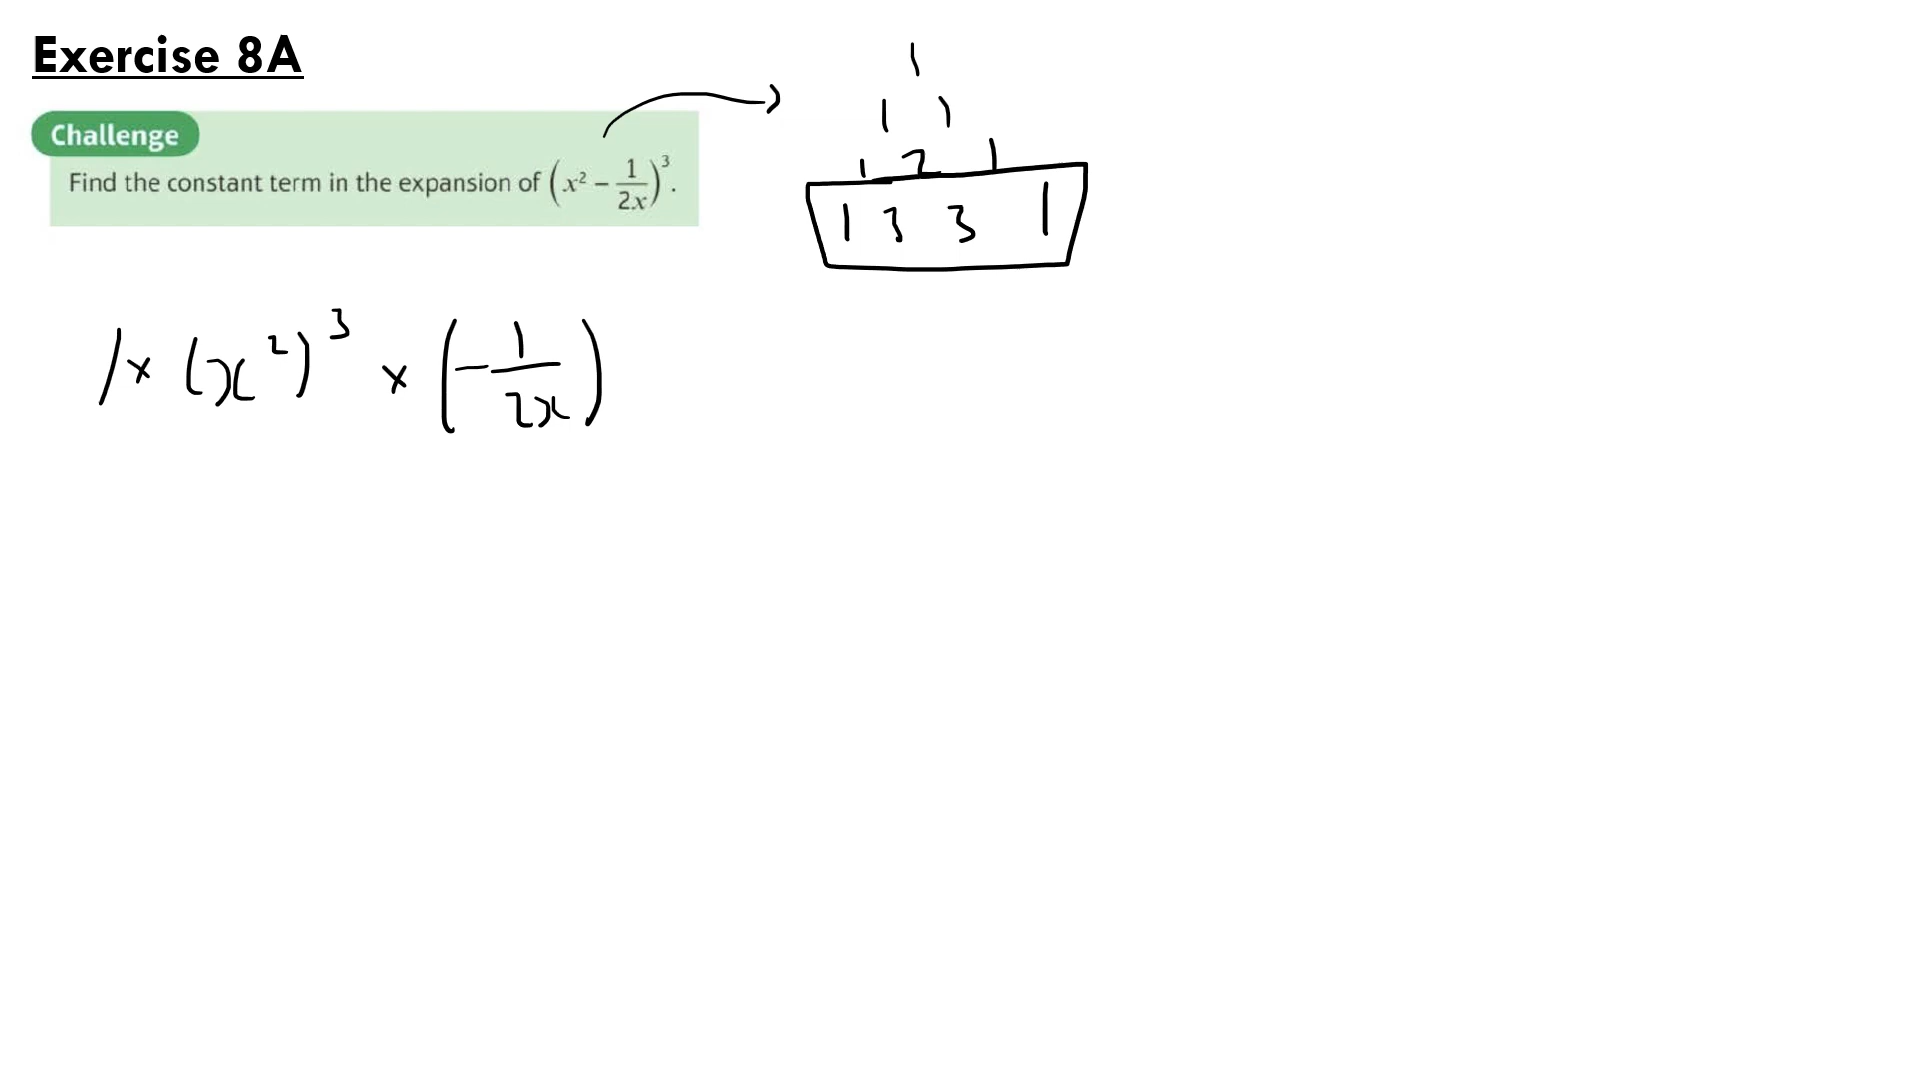 Exercise 8A
Challenge
Find the constant term in the expansion of (x² − 1/2x)³.
1
1 1
1 2 1
1 3 3 1
1 × (x²)³ × (−1/2x)